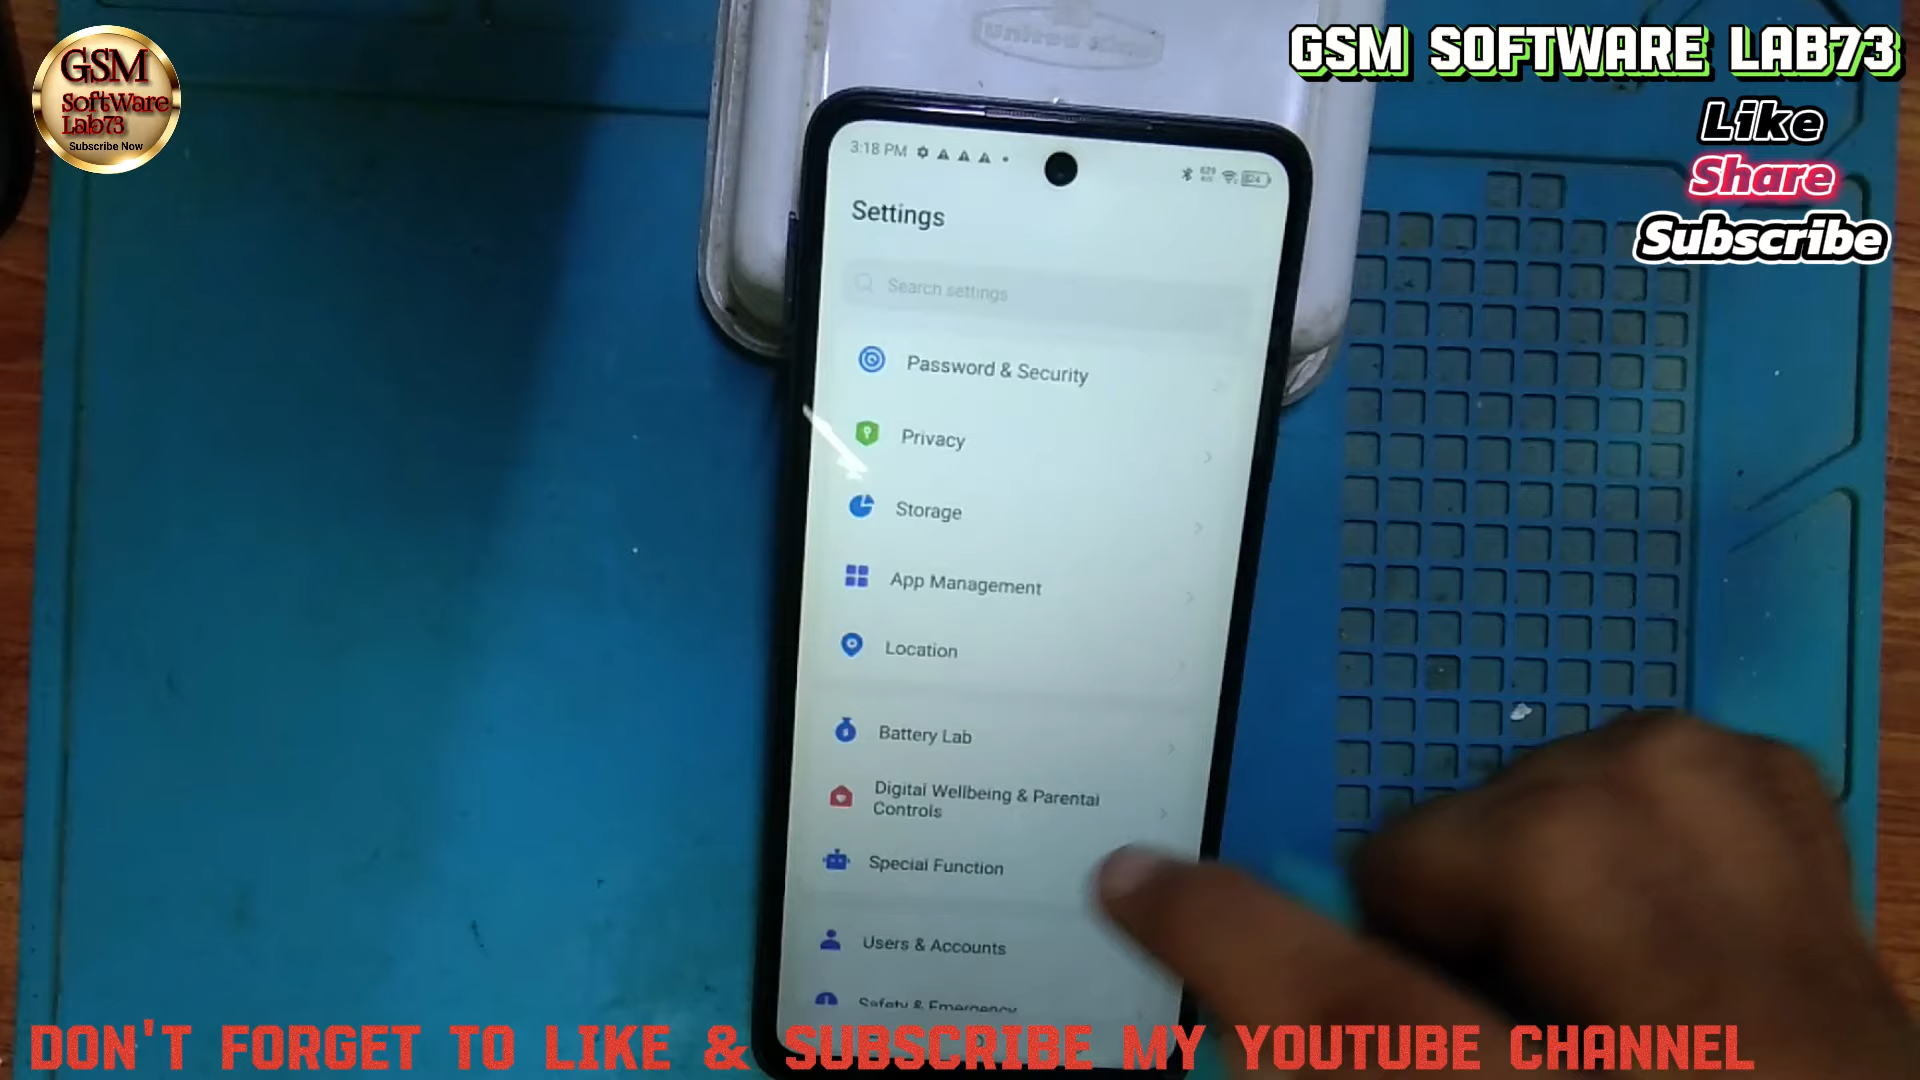 GSM
SoftWare
Lab73
Subscribe Now
GSM SOFTWARE LAB73
Like
Share
Subscribe
3:18 PM
Settings
Search settings
Password & Security
Privacy
Storage
App Management
Location
Battery Lab
Digital Wellbeing & Parental
Controls
Special Function
Users & Accounts
Safety & Emergency
DON'T FORGET TO LIKE & SUBSCRIBE MY YOUTUBE CHANNEL